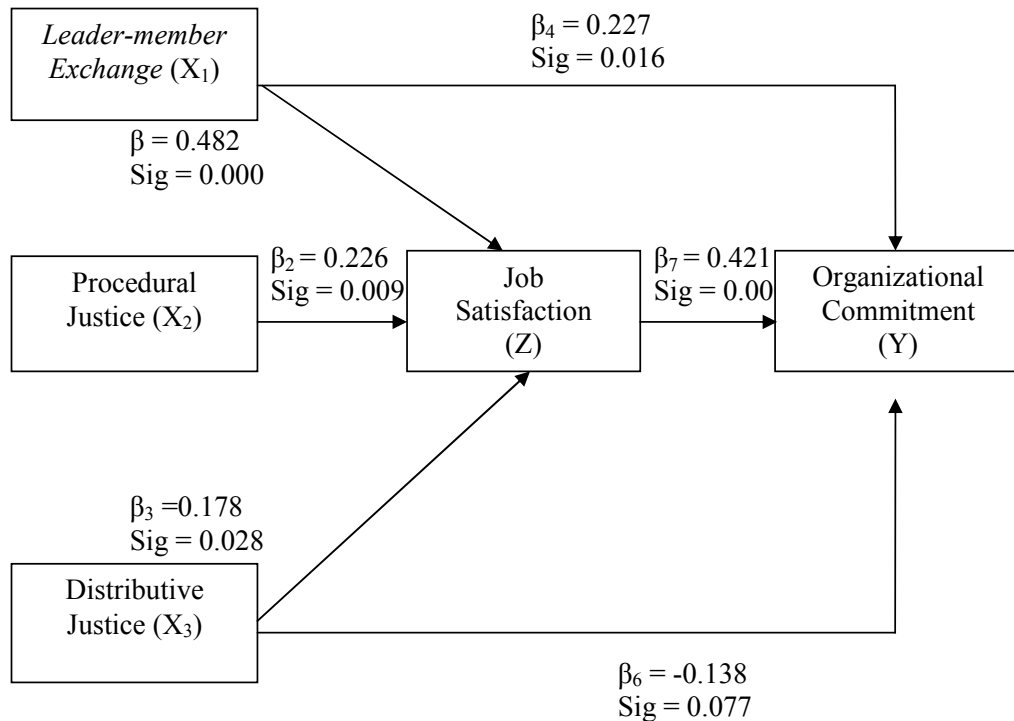 Leader-member
Exchange (X₁)
β₄ = 0.227
Sig = 0.016
β = 0.482
Sig = 0.000
Procedural
Justice (X₂)
β₂ = 0.226
Sig = 0.009
Job
Satisfaction
(Z)
β₇ = 0.421
Sig = 0.00
Organizational
Commitment
(Y)
β₃ =0.178
Sig = 0.028
Distributive
Justice (X₃)
β₆ = -0.138
Sig = 0.077